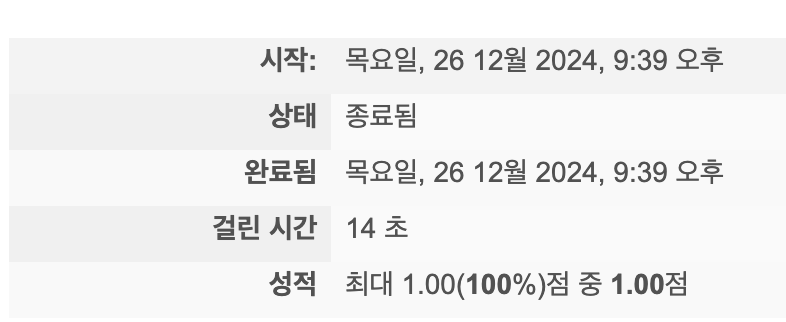 시작: 목요일, 26 12월 2024, 9:39 오후
상태 종료됨
완료됨 목요일, 26 12월 2024, 9:39 오후
걸린 시간 14 초
성적 최대 1.00(100%)점 중 1.00점